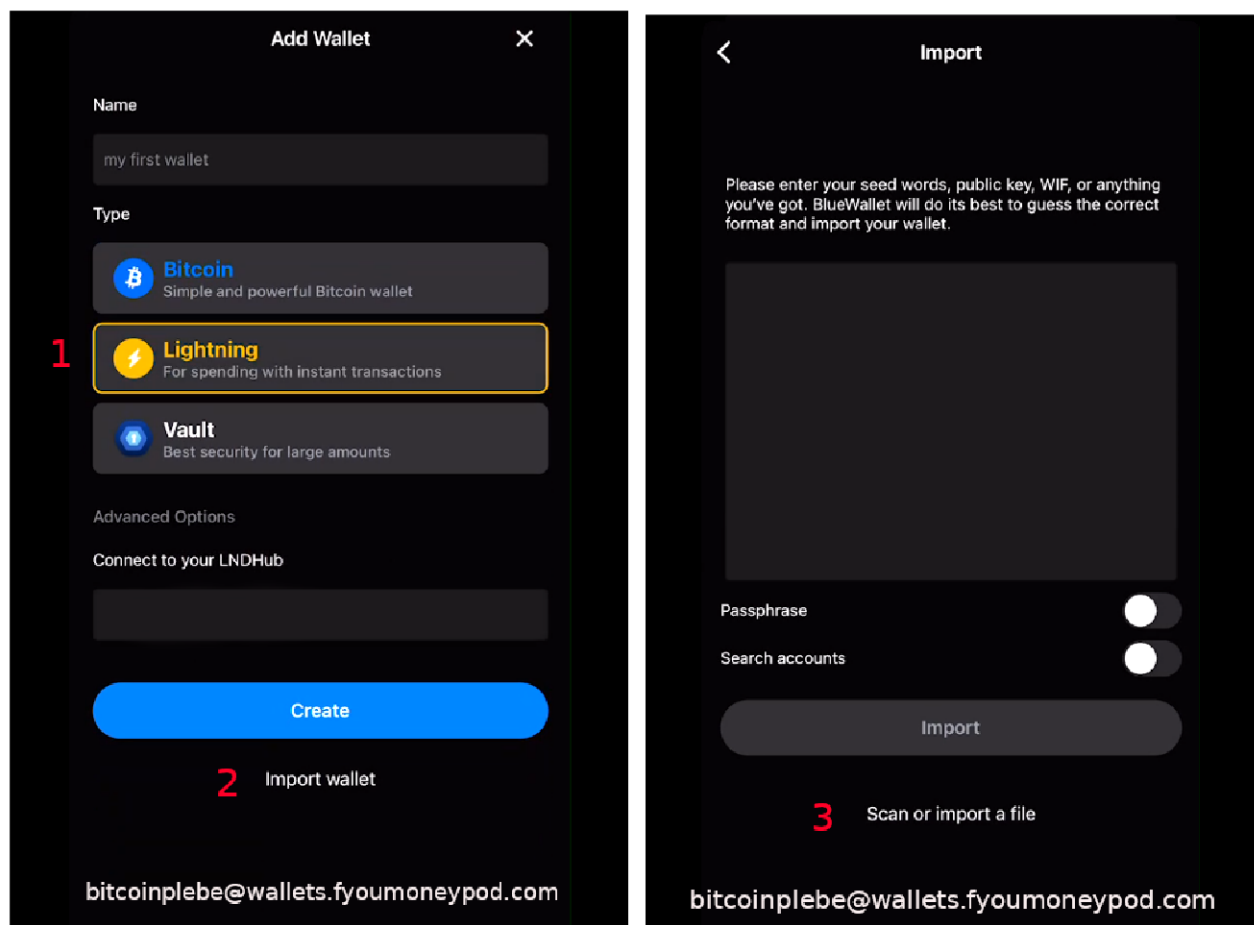 Add Wallet
Name
my first wallet
Type
Bitcoin
Simple and powerful Bitcoin wallet
1
Lightning
For spending with instant transactions
Vault
Best security for large amounts
Advanced Options
Connect to your LNDHub
Create
2 Import wallet
bitcoinplebe@wallets.fyoumoneypod.com
Import
Please enter your seed words, public key, WIF, or anything
you've got. BlueWallet will do its best to guess the correct
format and import your wallet.
Passphrase
Search accounts
Import
3 Scan or import a file
bitcoinplebe@wallets.fyoumoneypod.com